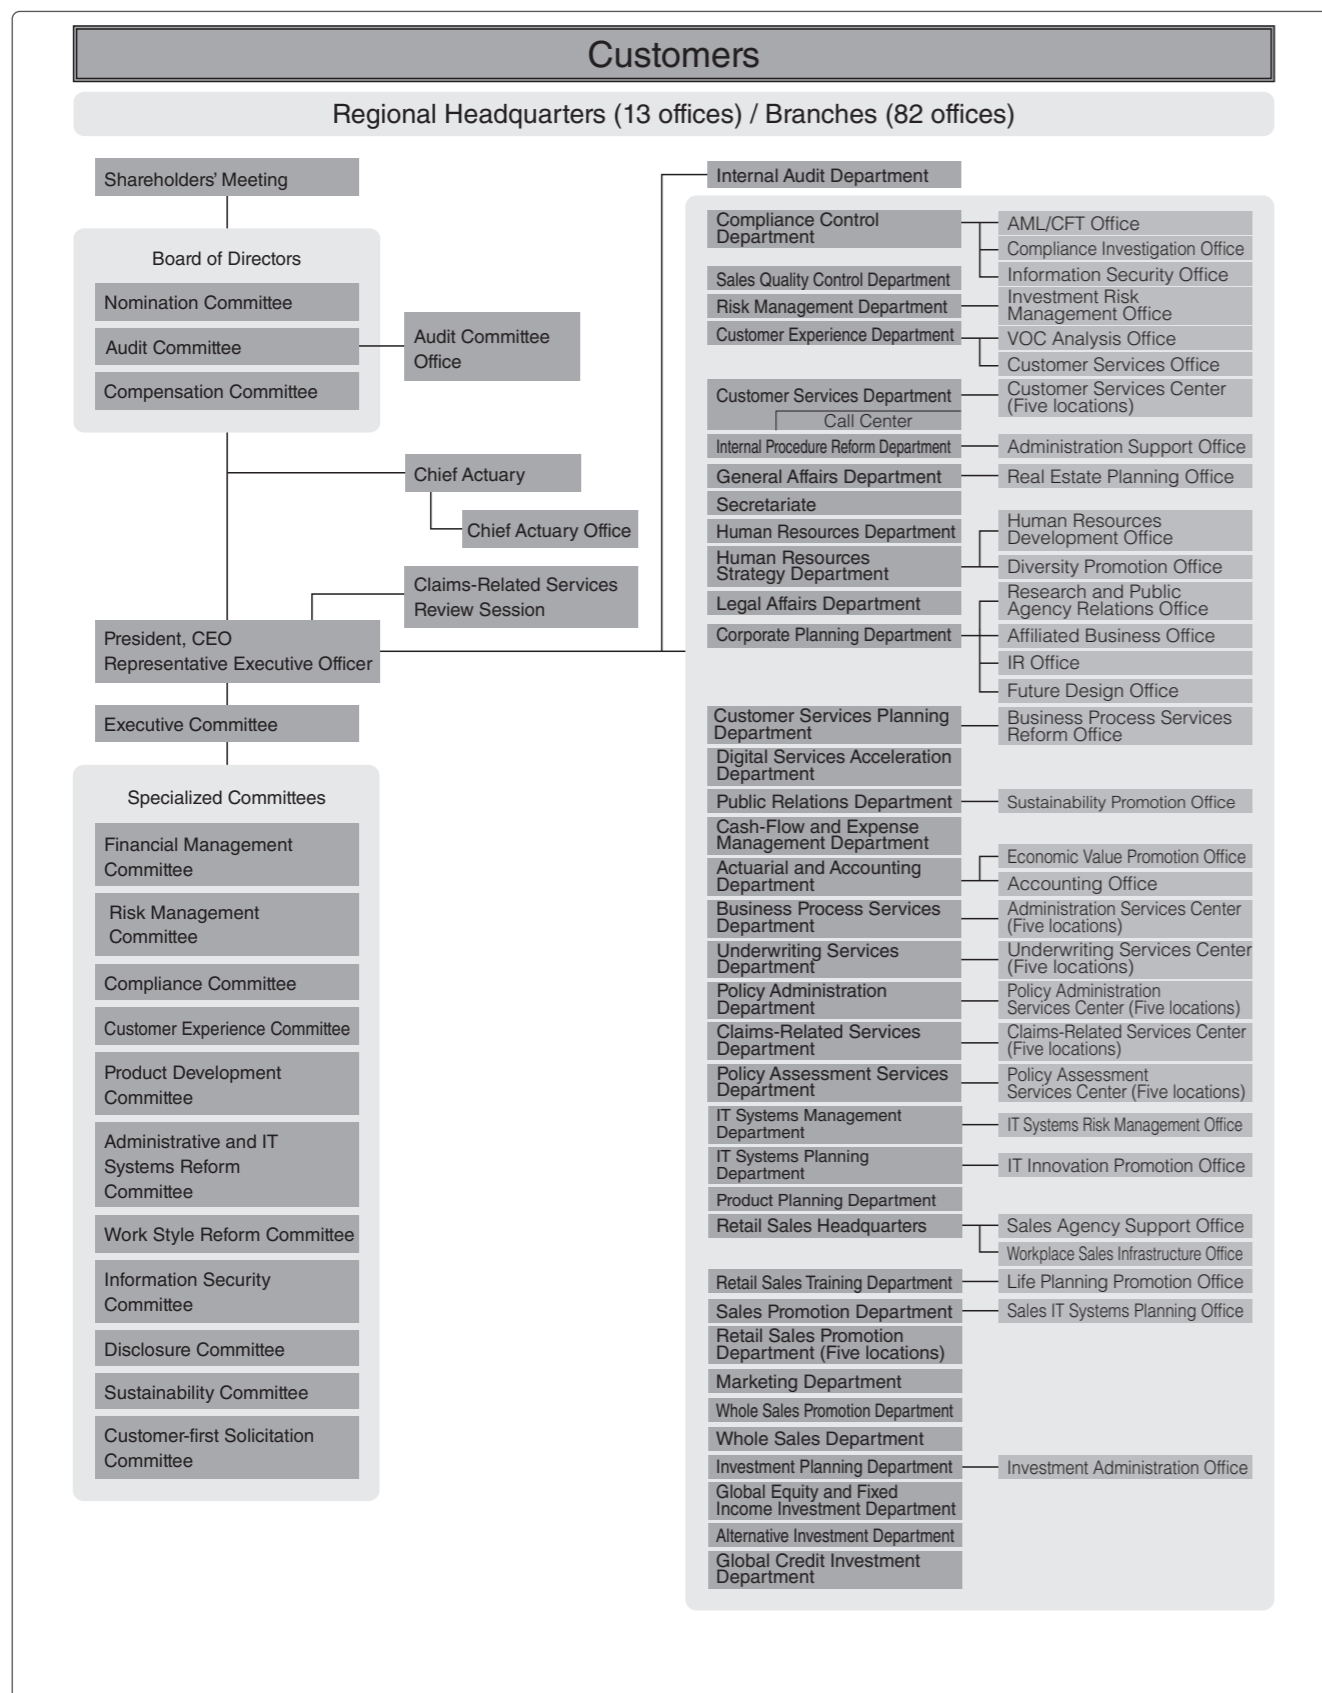 Customers
Regional Headquarters (13 offices) / Branches (82 offices)
Shareholders' Meeting
Board of Directors
Nomination Committee
Audit Committee
Compensation Committee
Audit Committee
Office
Chief Actuary
Chief Actuary Office
Claims-Related Services
Review Session
President, CEO
Representative Executive Officer
Executive Committee
Specialized Committees
Financial Management
Committee
Risk Management
Committee
Compliance Committee
Customer Experience Committee
Product Development
Committee
Administrative and IT
Systems Reform
Committee
Work Style Reform Committee
Information Security
Committee
Disclosure Committee
Sustainability Committee
Customer-first Solicitation
Committee
Internal Audit Department
Compliance Control
Department
AML/CFT Office
Compliance Investigation Office
Information Security Office
Sales Quality Control Department
Risk Management Department
Investment Risk
Management Office
Customer Experience Department
VOC Analysis Office
Customer Services Office
Customer Services Department
Call Center
Customer Services Center
(Five locations)
Internal Procedure Reform Department
Administration Support Office
General Affairs Department
Real Estate Planning Office
Secretariate
Human Resources Department
Human Resources
Strategy Department
Human Resources
Development Office
Diversity Promotion Office
Legal Affairs Department
Corporate Planning Department
Research and Public
Agency Relations Office
Affiliated Business Office
IR Office
Future Design Office
Customer Services Planning
Department
Business Process Services
Reform Office
Digital Services Acceleration
Department
Public Relations Department
Sustainability Promotion Office
Cash-Flow and Expense
Management Department
Actuarial and Accounting
Department
Economic Value Promotion Office
Accounting Office
Business Process Services
Department
Administration Services Center
(Five locations)
Underwriting Services
Department
Underwriting Services Center
(Five locations)
Policy Administration
Department
Policy Administration
Services Center (Five locations)
Claims-Related Services
Department
Claims-Related Services Center
(Five locations)
Policy Assessment Services
Department
Policy Assessment
Services Center (Five locations)
IT Systems Management
Department
IT Systems Risk Management Office
IT Systems Planning
Department
IT Innovation Promotion Office
Product Planning Department
Retail Sales Headquarters
Sales Agency Support Office
Workplace Sales Infrastructure Office
Retail Sales Training Department
Life Planning Promotion Office
Sales Promotion Department
Sales IT Systems Planning Office
Retail Sales Promotion
Department (Five locations)
Marketing Department
Whole Sales Promotion Department
Whole Sales Department
Investment Planning Department
Investment Administration Office
Global Equity and Fixed
Income Investment Department
Alternative Investment Department
Global Credit Investment
Department